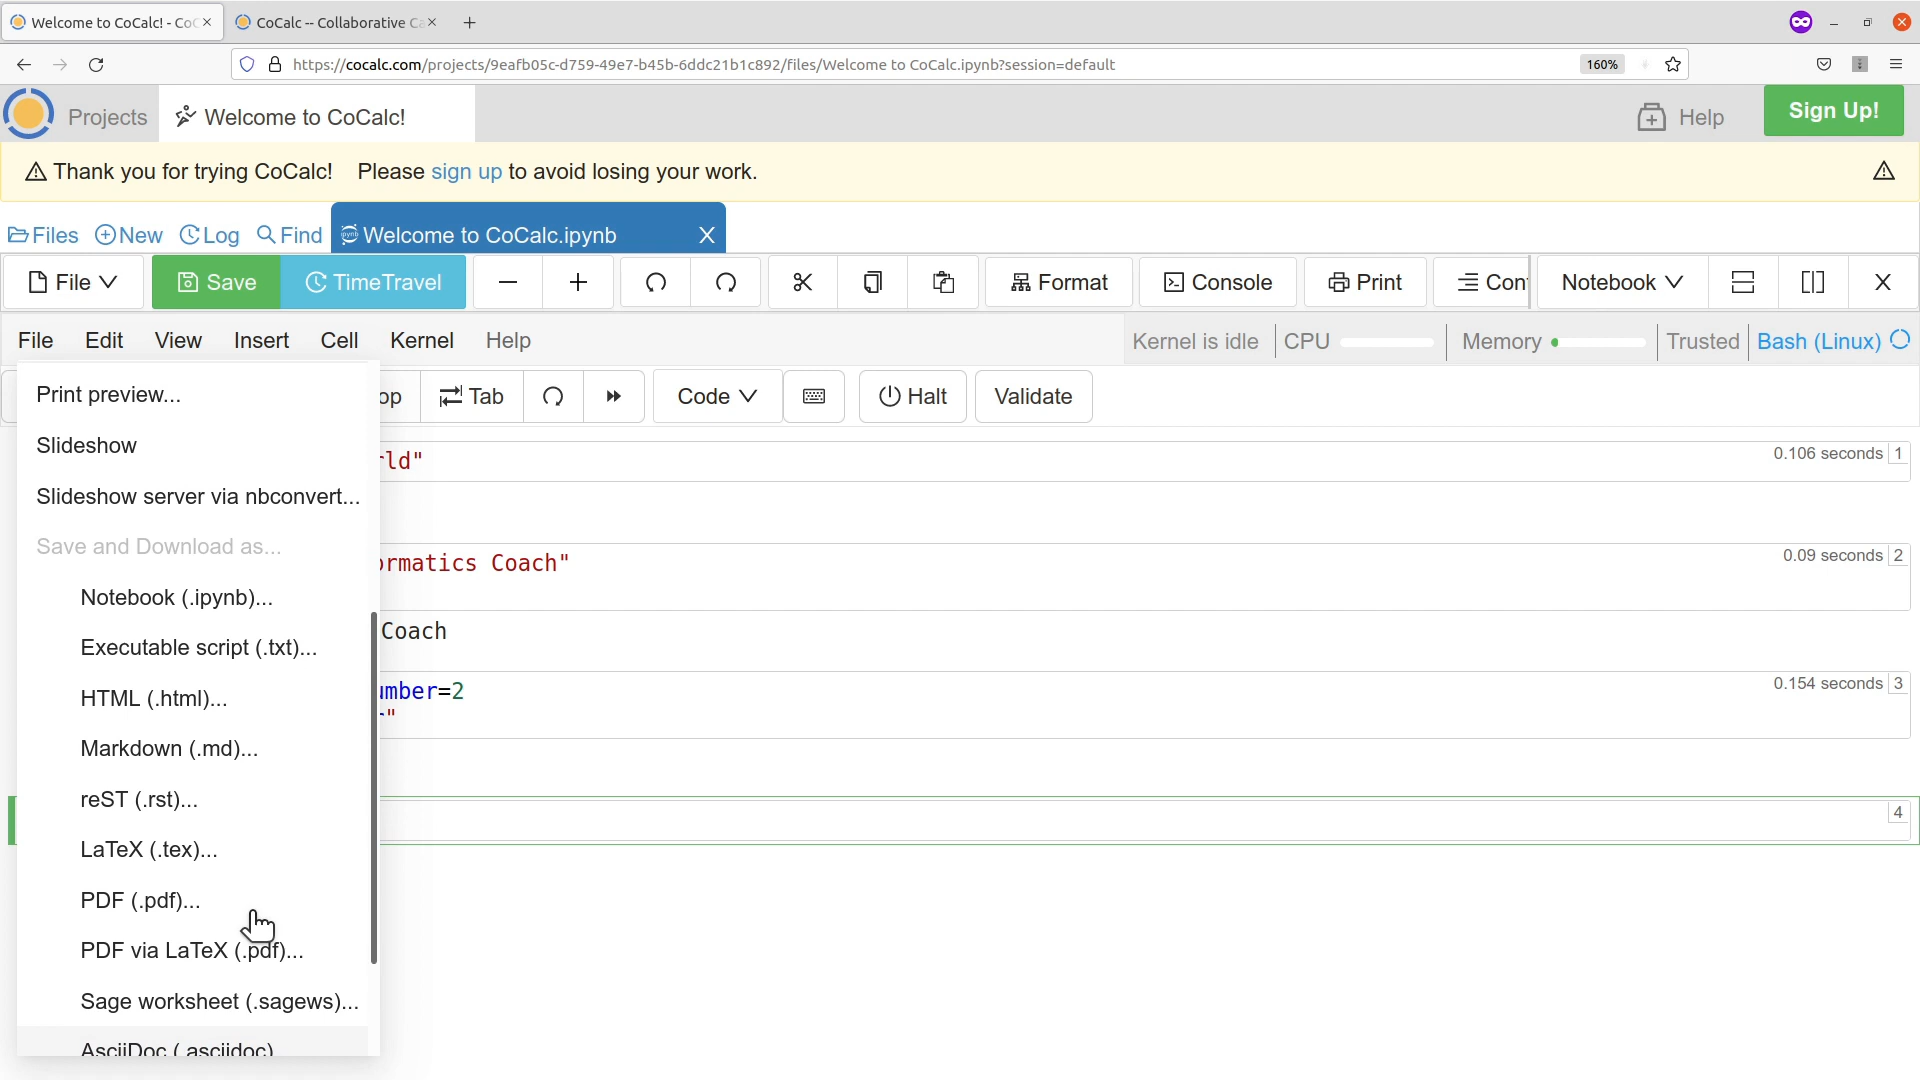 Welcome to CoCalc! - Co
CoCalc -- Collaborative C
https://cocalc.com/projects/9eafb05c-d759-49e7-b45b-6ddc21b1c892/files/Welcome to CoCalc.ipynb?session=default
160%
Projects
Welcome to CoCalc!
Help
Sign Up!
Thank you for trying CoCalc! Please sign up to avoid losing your work.
Files
New
Log
Find
Welcome to CoCalc.ipynb
File
Save
TimeTravel
Format
Console
Print
Con
Notebook
File Edit View Insert Cell Kernel Help
Kernel is idle
CPU
Memory
Trusted
Bash (Linux)
op
Tab
Code
Halt
Validate
Print preview...
Slideshow
Slideshow server via nbconvert...
Save and Download as...
Notebook (.ipynb)...
Executable script (.txt)...
HTML (.html)...
Markdown (.md)...
reST (.rst)...
LaTeX (.tex)...
PDF (.pdf)...
PDF via LaTeX (.pdf)...
Sage worksheet (.sagews)...
AsciiDoc (.asciidoc)
rld"
0.106 seconds 1
ormatics Coach"
0.09 seconds 2
Coach
umber=2
r"
0.154 seconds 3
4